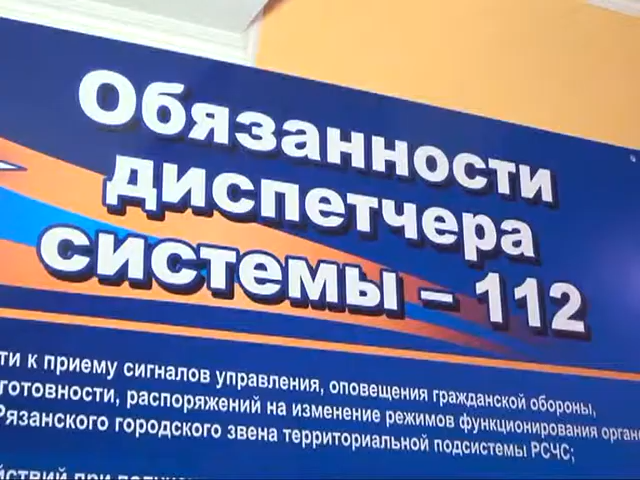 Обязанности
диспетчера
системы – 112
ти к приему сигналов управления, оповещения гражданской обороны,
готовности, распоряжений на изменение режимов функционирования орган
Рязанского городского звена территориальной подсистемы РСЧС;
йствий при